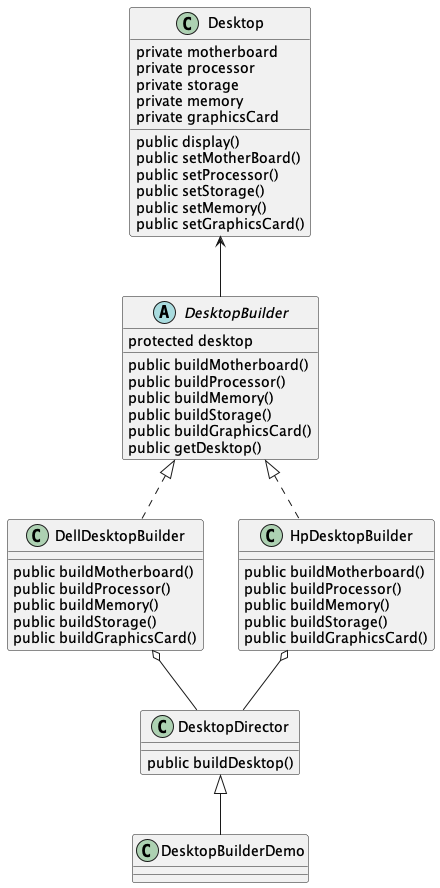 C Desktop
private motherboard
private processor
private storage
private memory
private graphicsCard
public display()
public setMotherBoard()
public setProcessor()
public setStorage()
public setMemory()
public setGraphicsCard()
A DesktopBuilder
protected desktop
public buildMotherboard()
public buildProcessor()
public buildMemory()
public buildStorage()
public buildGraphicsCard()
public getDesktop()
C DellDesktopBuilder
public buildMotherboard()
public buildProcessor()
public buildMemory()
public buildStorage()
public buildGraphicsCard()
C HpDesktopBuilder
public buildMotherboard()
public buildProcessor()
public buildMemory()
public buildStorage()
public buildGraphicsCard()
C DesktopDirector
public buildDesktop()
C DesktopBuilderDemo